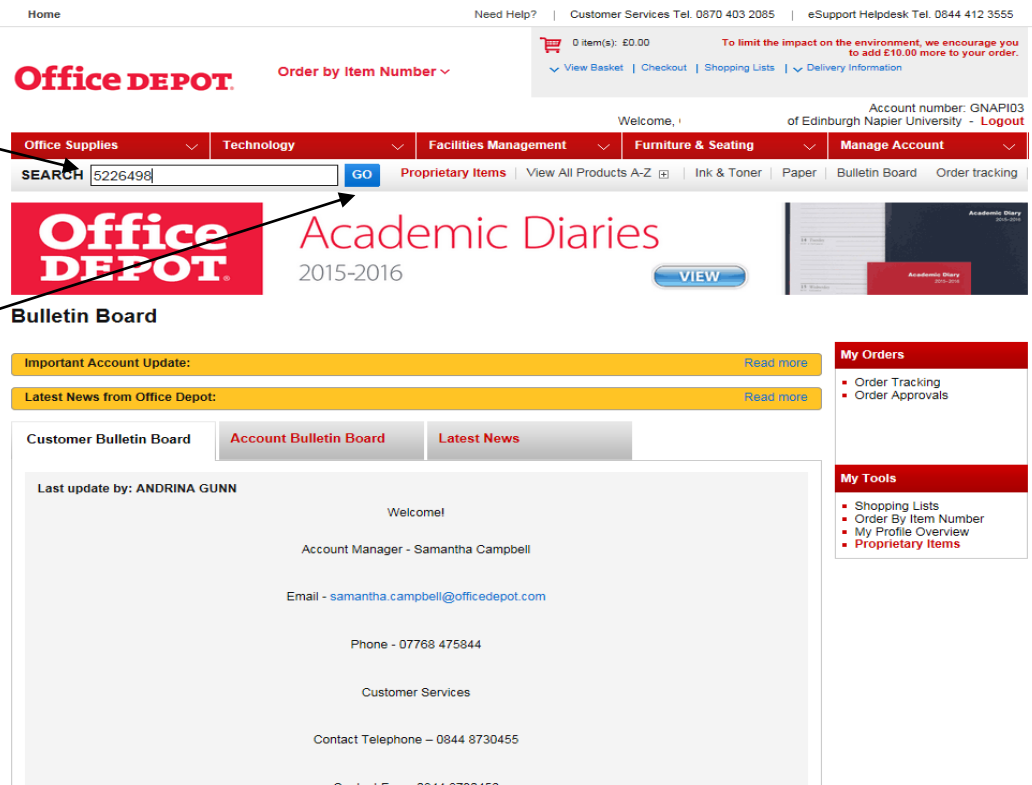 Home
Need Help? | Customer Services Tel. 0870 403 2085 | eSupport Helpdesk Tel. 0844 412 3555
Office DEPOT.
Order by Item Number
0 item(s): £0.00
To limit the impact on the environment, we encourage you
to add £10.00 more to your order.
View Basket | Checkout | Shopping Lists | Delivery Information
Account number: GNAPI03
Welcome, of Edinburgh Napier University - Logout
Office Supplies Technology Facilities Management Furniture & Seating Manage Account
SEARCH 5226498 GO Proprietary Items | View All Products A-Z | Ink & Toner | Paper | Bulletin Board Order tracking
Office
DEPOT.
Academic Diaries
2015-2016
VIEW
Academic Diary
2015-2016
Academic Diary
2015-2016
Bulletin Board
Important Account Update: Read more
Latest News from Office Depot: Read more
Customer Bulletin Board Account Bulletin Board Latest News
Last update by: ANDRINA GUNN
Welcome!
Account Manager - Samantha Campbell
Email - samantha.campbell@officedepot.com
Phone - 07768 475844
Customer Services
Contact Telephone – 0844 8730455
My Orders
Order Tracking
Order Approvals
My Tools
Shopping Lists
Order By Item Number
My Profile Overview
Proprietary Items